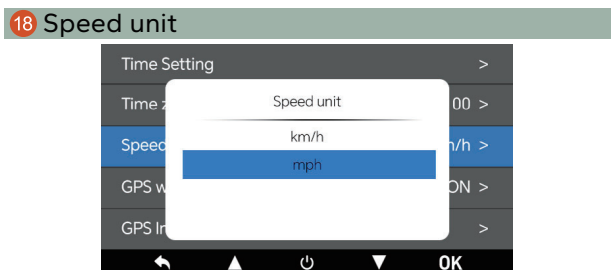 18 Speed unit
Time Setting >
Time z 00 >
Speed unit
km/h
Speed n/h >
mph
GPS w ON >
GPS In >
OK